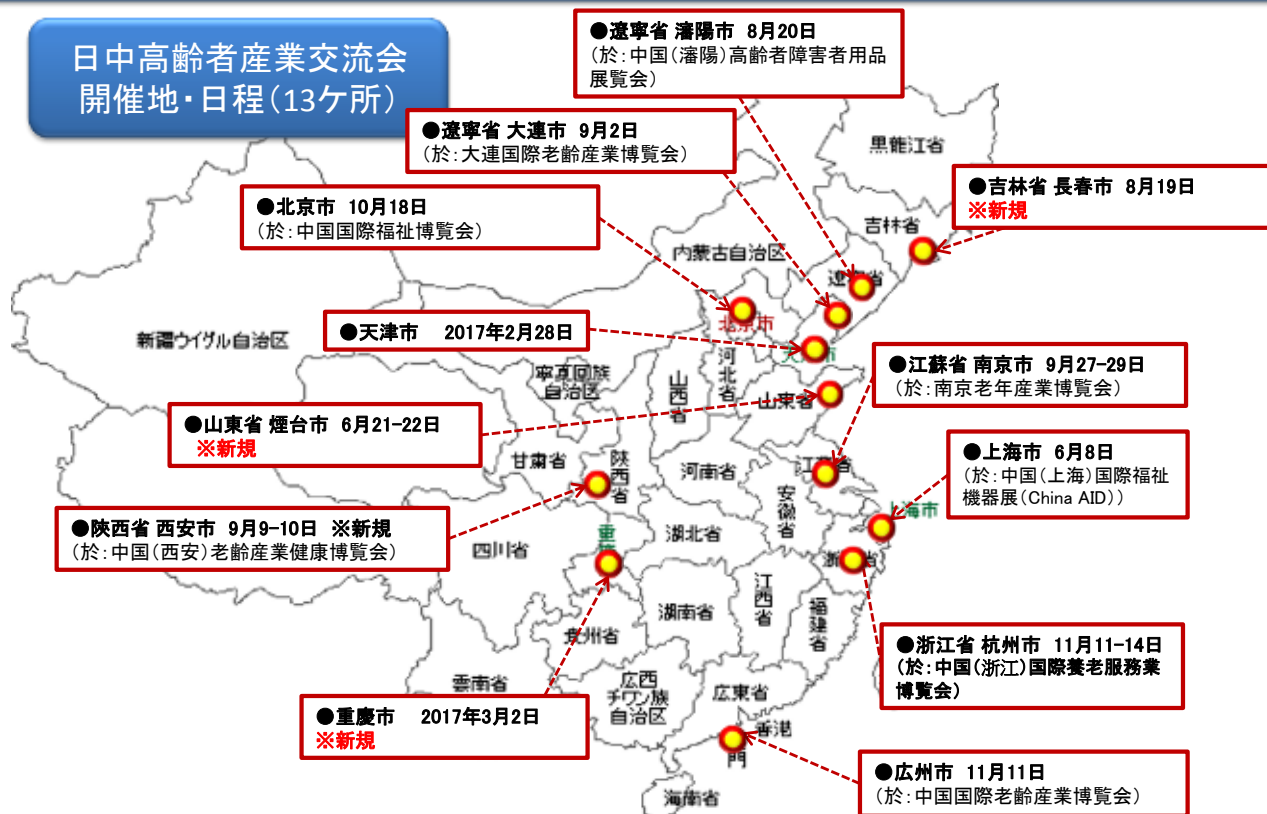 日中高齢者産業交流会
開催地・日程(13ケ所)
●遼寧省 瀋陽市 8月20日
(於:中国(瀋陽)高齢者障害者用品
展覧会)
●遼寧省 大連市 9月2日
(於:大連国際老齢産業博覧会)
●吉林省 長春市 8月19日
※新規
●北京市 10月18日
(於:中国国際福祉博覧会)
●天津市 2017年2月28日
●江蘇省 南京市 9月27-29日
(於:南京老年産業博覧会)
●山東省 煙台市 6月21-22日
※新規
●上海市 6月8日
(於:中国(上海)国際福祉
機器展(China AID))
●陝西省 西安市 9月9-10日 ※新規
(於:中国(西安)老齢産業健康博覧会)
●浙江省 杭州市 11月11-14日
(於:中国(浙江)国際養老服務業
博覧会)
●重慶市 2017年3月2日
※新規
●広州市 11月11日
(於:中国国際老齢産業博覧会)
黒龍江省
吉林省
内蒙古自治区
北京市
新疆ウイグル自治区
寧夏回族
自治区
山西省
河北省
山東省
甘粛省
陝西省
河南省
安徽省
上海市
四川省
湖北省
江西省
湖南省
福建省
貴州省
雲南省
広西
チワン族
自治区
広東省
香港
門
海南省